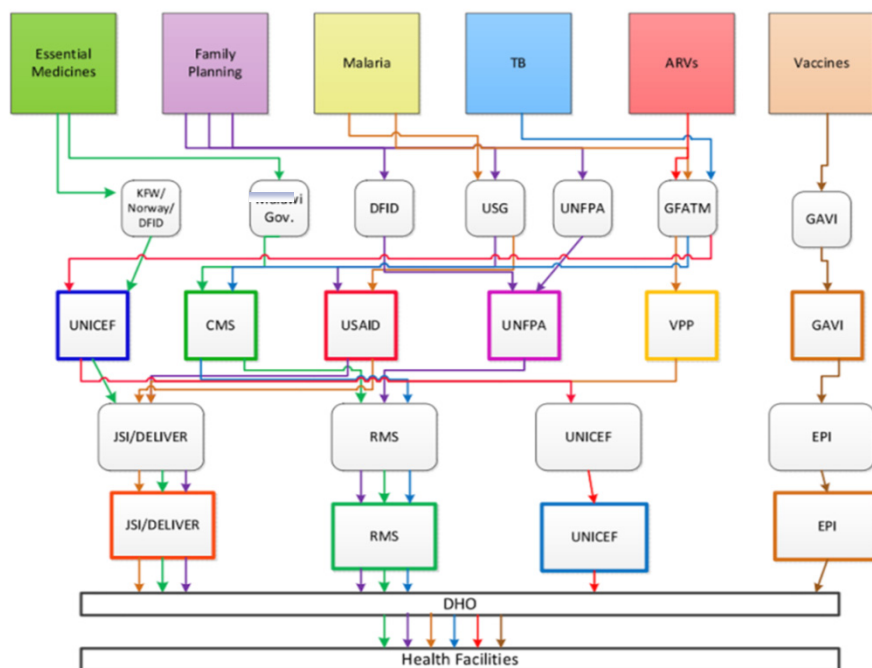 Essential
Medicines
Family
Planning
Malaria
TB
ARVs
Vaccines
KFW/
Norway/
DFID
Gov.
DFID
USG
UNFPA
GFATM
GAVI
UNICEF
CMS
USAID
UNFPA
VPP
GAVI
JSI/DELIVER
RMS
UNICEF
EPI
JSI/DELIVER
RMS
UNICEF
EPI
DHO
Health Facilities